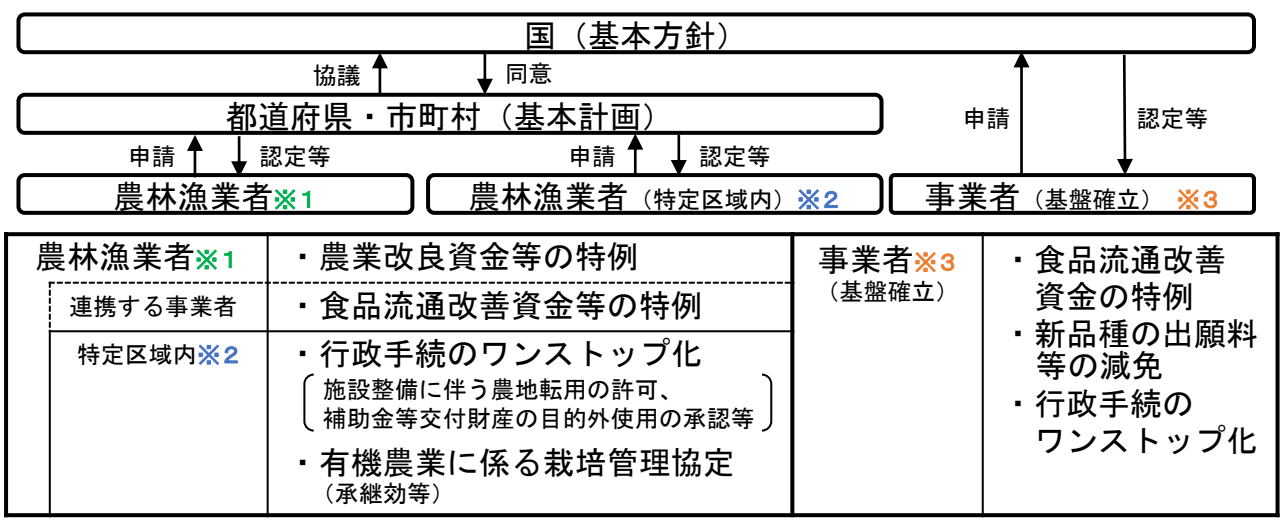 国（基本方針）
協議
同意
申請
認定等
都道府県・市町村（基本計画）
申請
認定等
申請
認定等
農林漁業者※1
農林漁業者（特定区域内）※2
事業者（基盤確立）※3
農林漁業者※1
・農業改良資金等の特例
連携する事業者
・食品流通改善資金等の特例
特定区域内※2
・行政手続のワンストップ化
施設整備に伴う農地転用の許可、
補助金等交付財産の目的外使用の承認等
・有機農業に係る栽培管理協定
（承継効等）
事業者※3
（基盤確立）
・食品流通改善
資金の特例
・新品種の出願料
等の減免
・行政手続の
ワンストップ化